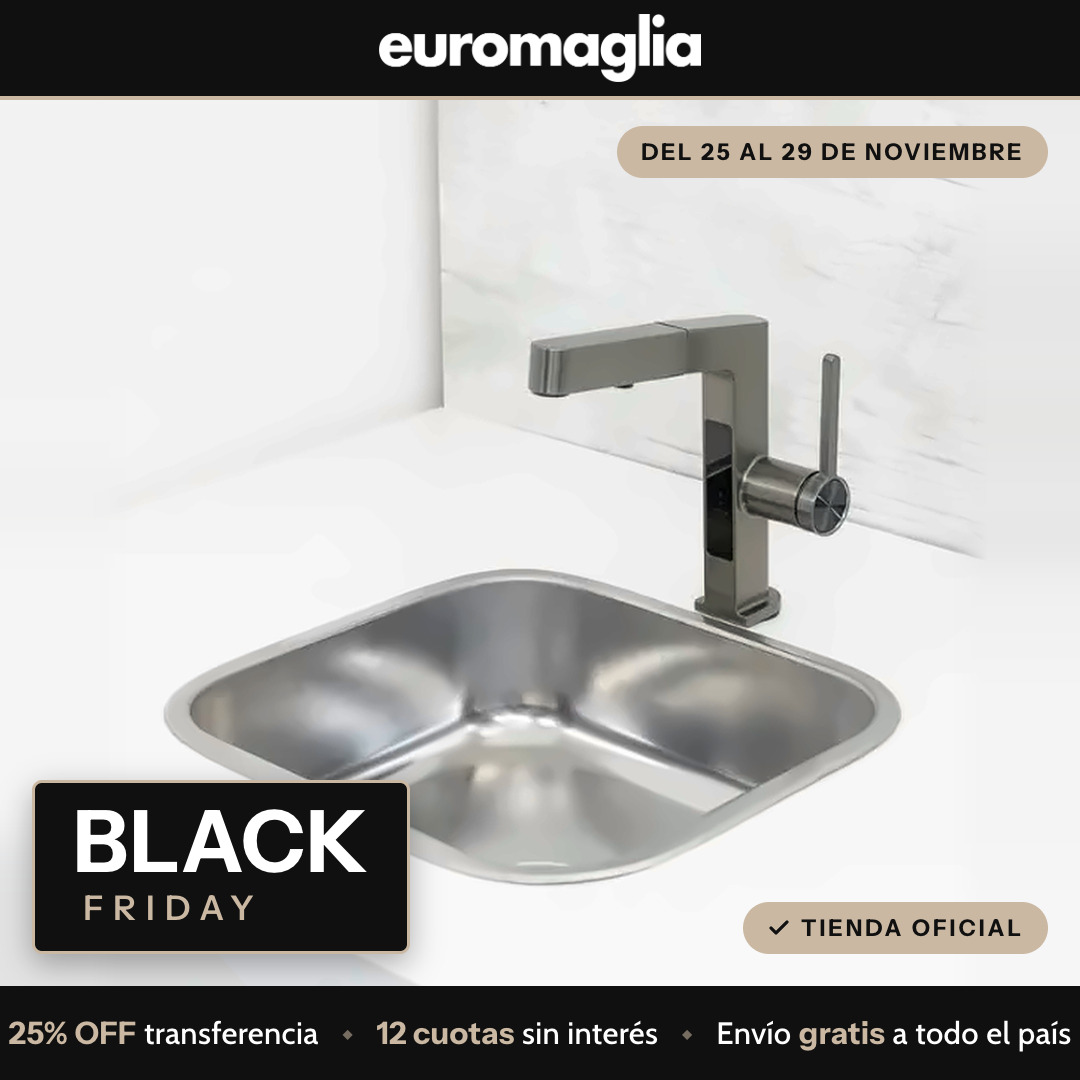 euromaglia
DEL 25 AL 29 DE NOVIEMBRE
BLACK
FRIDAY
✓ TIENDA OFICIAL
25% OFF transferencia ◆ 12 cuotas sin interés ◆ Envío gratis a todo el país